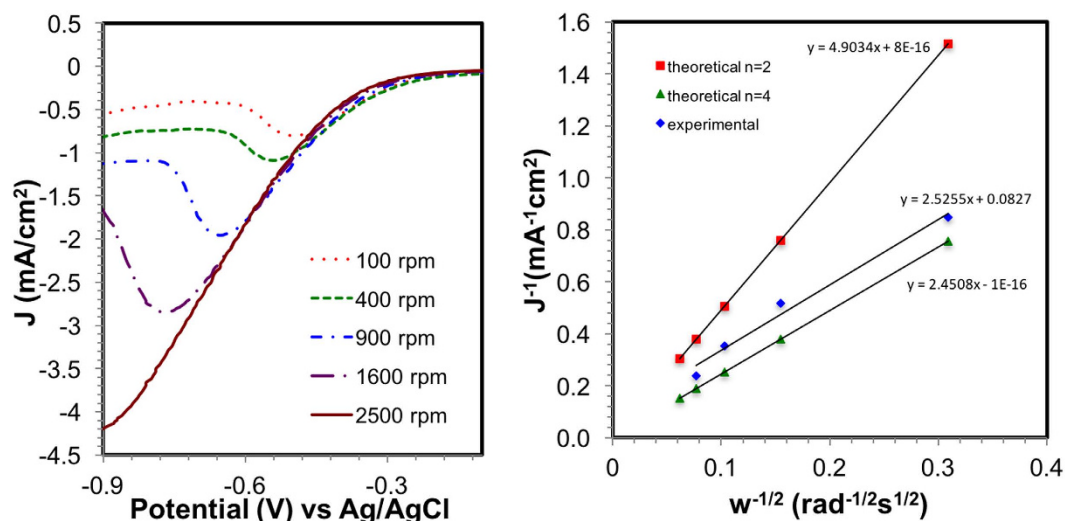 0.5
0
-0.5
-1
-1.5
-2
-2.5
-3
-3.5
-4
-4.5
J (mA/cm²)
100 rpm
400 rpm
900 rpm
1600 rpm
2500 rpm
-0.9
-0.6
-0.3
Potential (V) vs Ag/AgCl
1.6
1.4
1.2
1.0
0.8
0.6
0.4
0.2
0.0
J⁻¹(mA⁻¹cm²)
y = 4.9034x + 8E-16
theoretical n=2
theoretical n=4
experimental
y = 2.5255x + 0.0827
y = 2.4508x - 1E-16
0
0.1
0.2
0.3
0.4
w⁻¹/² (rad⁻¹/²s¹/²)